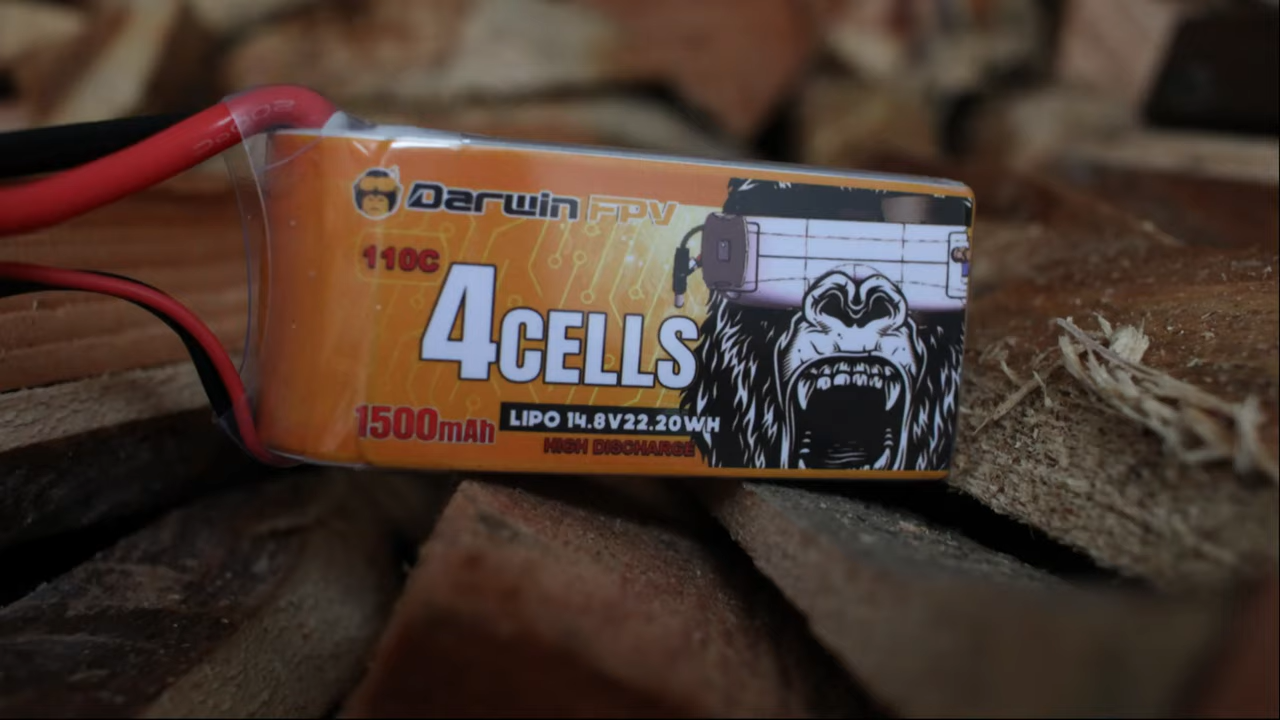 Darwin FPV
110C
4CELLS
1500mAh
LIPO 14.8V22.20WH
HIGH DISCHARGE